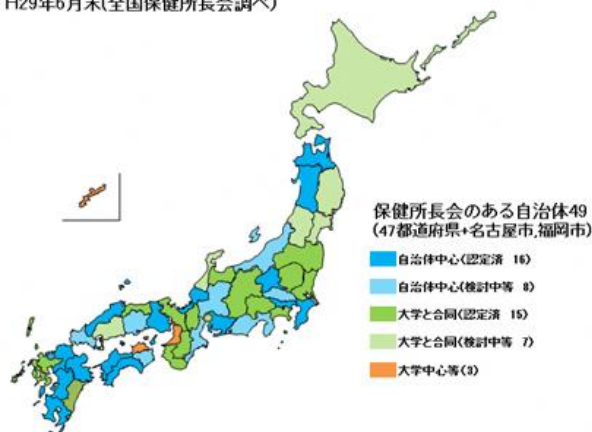 H29年6月末(全国保健所長会調べ)
保健所長会のある自治体49
(47都道府県+名古屋市,福岡市)
自治体中心(認定済 16)
自治体中心(検討中等 8)
大学と合同(認定済 15)
大学と合同(検討中等 7)
大学中心等(3)